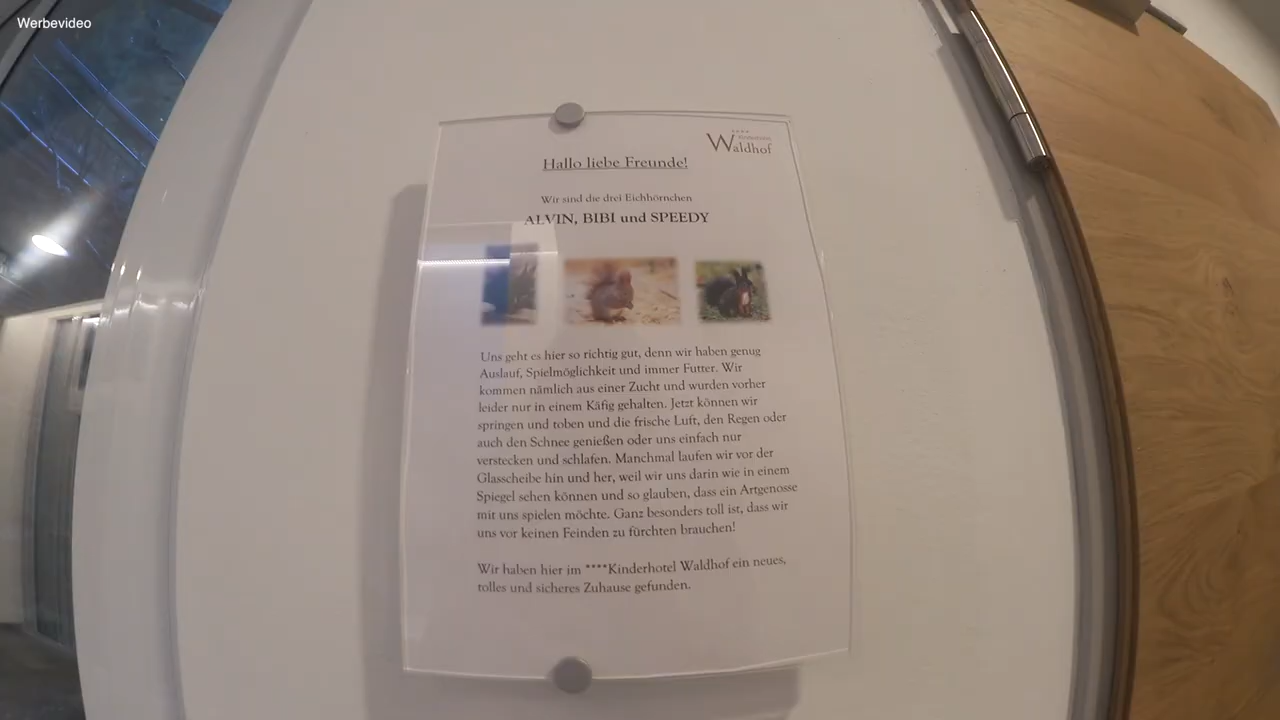 Werbevideo
Waldhof
Hallo liebe Freunde!
Wir sind die drei Eichhörnchen
ALVIN, BIBI und SPEEDY
Uns geht es hier so richtig gut, denn wir haben genug
Auslauf, Spielmöglichkeit und immer Futter. Wir
kommen nämlich aus einer Zucht und wurden vorher
leider nur in einem Käfig gehalten. Jetzt können wir
springen und toben und die frische Luft, den Regen oder
auch den Schnee genießen oder uns einfach nur
verstecken und schlafen. Manchmal laufen wir vor der
Glasscheibe hin und her, weil wir uns darin wie in einem
Spiegel sehen können und so glauben, dass ein Artgenosse
mit uns spielen möchte. Ganz besonders toll ist, dass wir
uns vor keinen Feinden zu fürchten brauchen!
Wir haben hier im ****Kinderhotel Waldhof ein neues,
tolles und sicheres Zuhause gefunden.